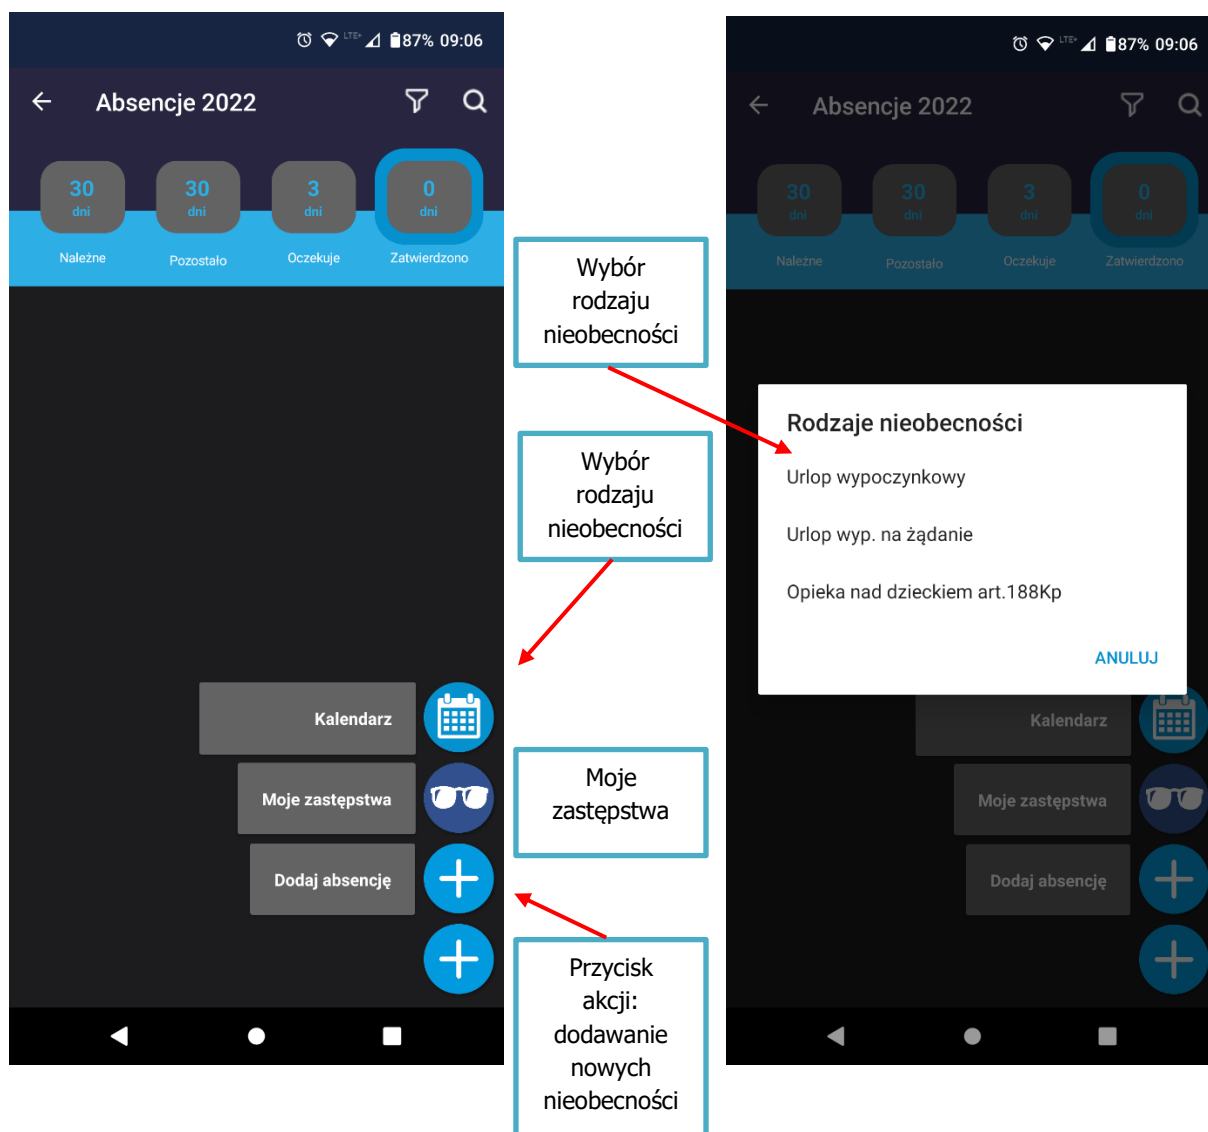 LTE+ 87% 09:06
Absencje 2022
30 dni
30 dni
3 dni
0 dni
Należne
Pozostało
Oczekuje
Zatwierdzono
Kalendarz
Moje zastępstwa
Dodaj absencję
Wybór
rodzaju
nieobecności
Wybór
rodzaju
nieobecności
Moje
zastępstwa
Przycisk
akcji:
dodawanie
nowych
nieobecności
LTE+ 87% 09:06
Absencje 2022
30 dni
30 dni
3 dni
0 dni
Należne
Pozostało
Oczekuje
Zatwierdzono
Rodzaje nieobecności
Urlop wypoczynkowy
Urlop wyp. na żądanie
Opieka nad dzieckiem art.188Kp
ANULUJ
Kalendarz
Moje zastępstwa
Dodaj absencję